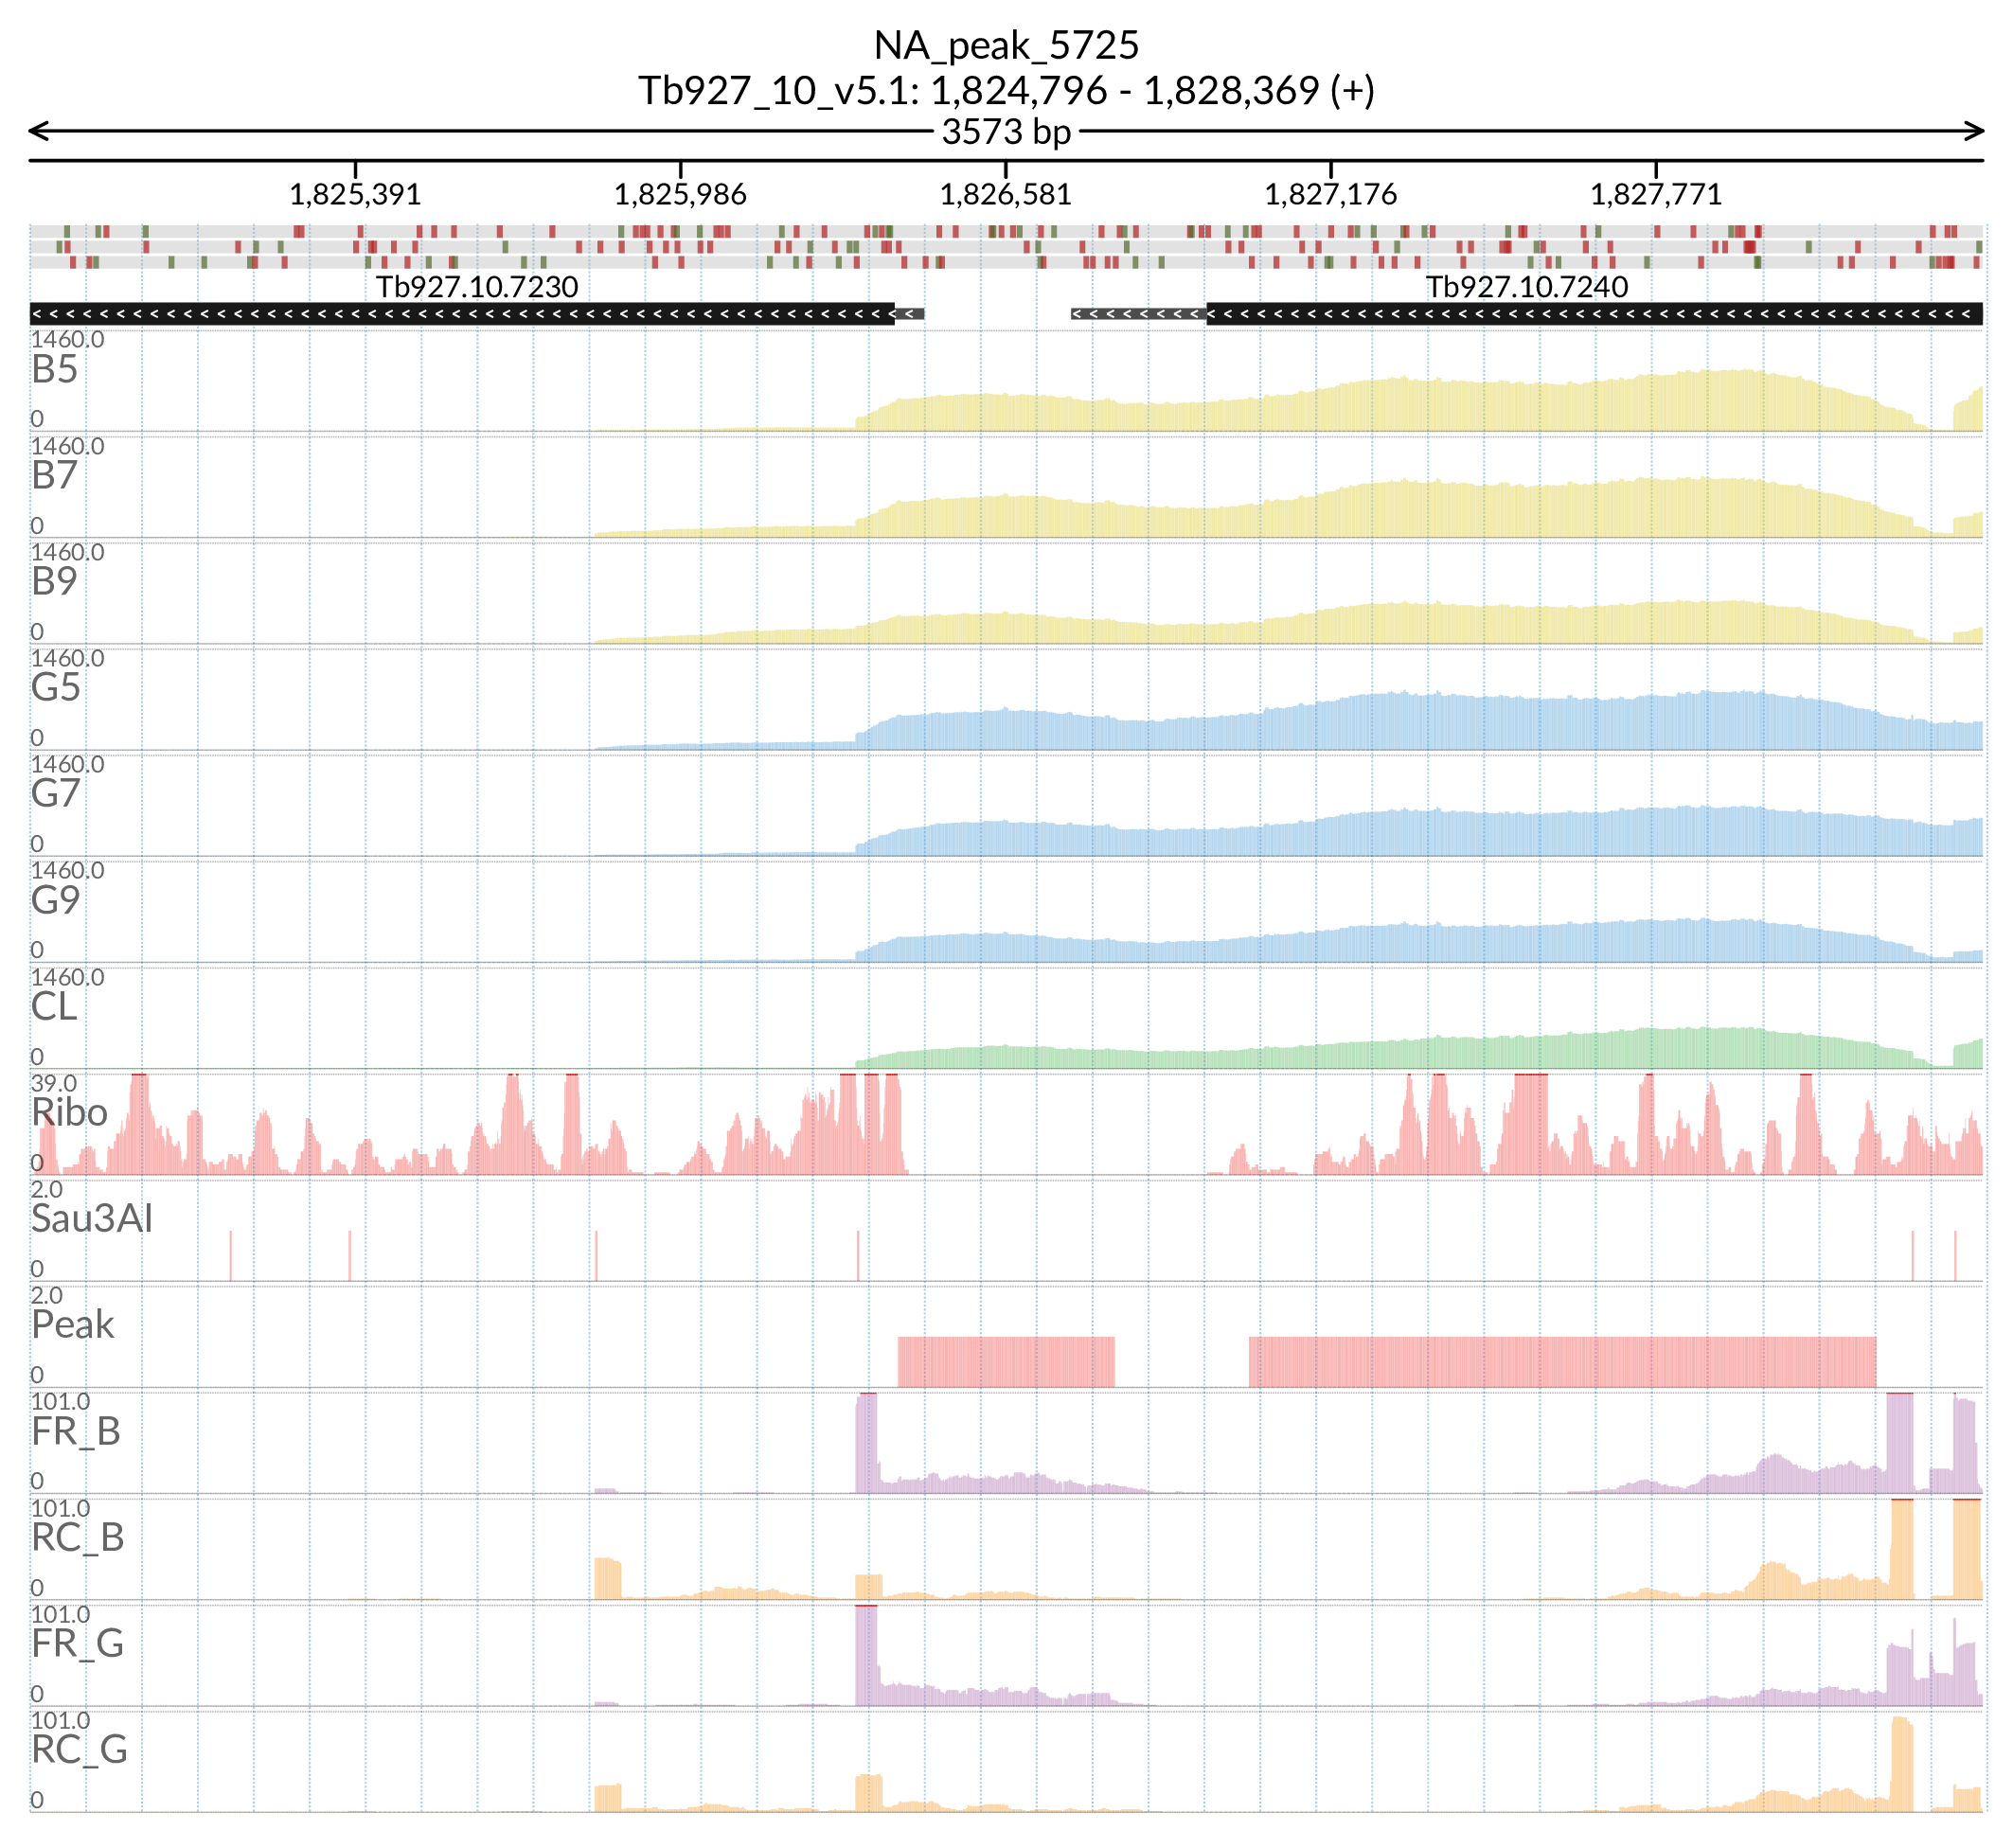 NA_peak_5725
Tb927_10_v5.1: 1,824,796 - 1,828,369 (+)
3573 bp
1,825,391 1,825,986 1,826,581 1,827,176 1,827,771
Tb927.10.7230 Tb927.10.7240
1460.0
B5
0
1460.0
B7
0
1460.0
B9
0
1460.0
G5
0
1460.0
G7
0
1460.0
G9
0
1460.0
CL
0
39.0
Ribo
0
2.0
Sau3AI
0
2.0
Peak
0
101.0
FR_B
0
101.0
RC_B
0
101.0
FR_G
0
101.0
RC_G
0